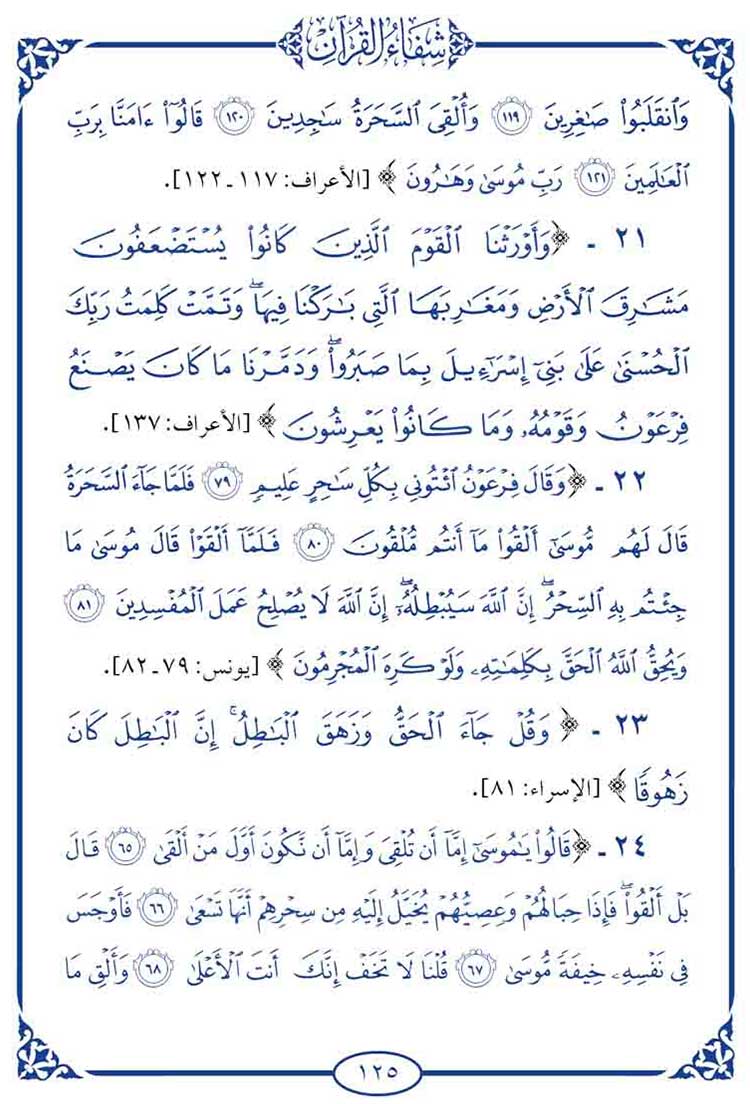 شِفَاءُ القُرْآنِ
وَٱنقَلَبُوا۟ صَـٰغِرِينَ ١١٩ وَأُلْقِىَ ٱلسَّحَرَةُ سَـٰجِدِينَ ١٢٠ قَالُوٓا۟ ءَامَنَّا بِرَبِّ
ٱلْعَـٰلَمِينَ ١٢١ رَبِّ مُوسَىٰ وَهَـٰرُونَ ﴾ [الأعراف: ١١٧ـ١٢٢].
٢١ ـ ﴿وَأَوْرَثْنَا ٱلْقَوْمَ ٱلَّذِينَ كَانُوا۟ يُسْتَضْعَفُونَ
مَشَـٰرِقَ ٱلْأَرْضِ وَمَغَـٰرِبَهَا ٱلَّتِى بَـٰرَكْنَا فِيهَا ۖ وَتَمَّتْ كَلِمَتُ رَبِّكَ
ٱلْحُسْنَىٰ عَلَىٰ بَنِىٓ إِسْرَٰٓءِيلَ بِمَا صَبَرُوا۟ ۖ وَدَمَّرْنَا مَا كَانَ يَصْنَعُ
فِرْعَوْنُ وَقَوْمُهُۥ وَمَا كَانُوا۟ يَعْرِشُونَ ﴾ [الأعراف: ١٣٧].
٢٢ ـ ﴿وَقَالَ فِرْعَوْنُ ٱئْتُونِى بِكُلِّ سَـٰحِرٍ عَلِيمٍ ٧٩ فَلَمَّا جَآءَ ٱلسَّحَرَةُ
قَالَ لَهُم مُّوسَىٰٓ أَلْقُوا۟ مَآ أَنتُم مُّلْقُونَ ٨٠ فَلَمَّآ أَلْقَوْا۟ قَالَ مُوسَىٰ مَا
جِئْتُم بِهِ ٱلسِّحْرُ ۖ إِنَّ ٱللَّهَ سَيُبْطِلُهُۥٓ ۖ إِنَّ ٱللَّهَ لَا يُصْلِحُ عَمَلَ ٱلْمُفْسِدِينَ ٨١
وَيُحِقُّ ٱللَّهُ ٱلْحَقَّ بِكَلِمَـٰتِهِۦ وَلَوْ كَرِهَ ٱلْمُجْرِمُونَ ﴾ [يونس: ٧٩ـ٨٢].
٢٣ ـ ﴿ وَقُلْ جَآءَ ٱلْحَقُّ وَزَهَقَ ٱلْبَـٰطِلُ ۚ إِنَّ ٱلْبَـٰطِلَ كَانَ
زَهُوقًا ﴾ [الإسراء: ٨١].
٢٤ ـ ﴿قَالُوا۟ يَـٰمُوسَىٰٓ إِمَّآ أَن تُلْقِىَ وَإِمَّآ أَن نَّكُونَ أَوَّلَ مَنْ أَلْقَىٰ ٦٥ قَالَ
بَلْ أَلْقُوا۟ ۖ فَإِذَا حِبَالُهُمْ وَعِصِيُّهُمْ يُخَيَّلُ إِلَيْهِ مِن سِحْرِهِمْ أَنَّهَا تَسْعَىٰ ٦٦ فَأَوْجَسَ
فِى نَفْسِهِۦ خِيفَةً مُّوسَىٰ ٦٧ قُلْنَا لَا تَخَفْ إِنَّكَ أَنتَ ٱلْأَعْلَىٰ ٦٨ وَأَلْقِ مَا
١٢٥